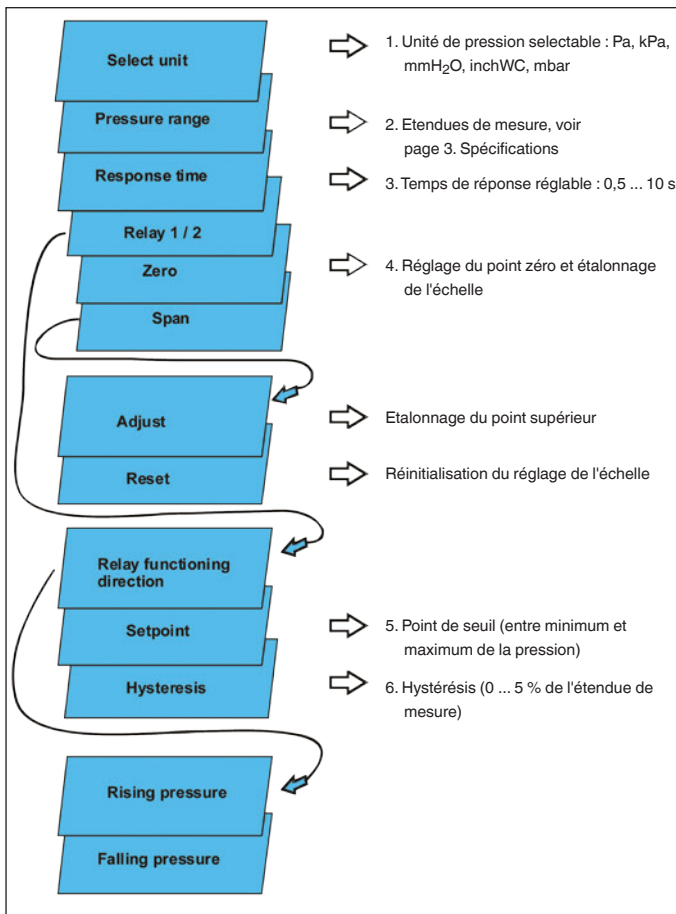 Select unit
1. Unité de pression selectable : Pa, kPa,
mmH₂O, inchWC, mbar
Pressure range
2. Etendues de mesure, voir
page 3. Spécifications
Response time
3. Temps de réponse réglable : 0,5 ... 10 s
Relay 1 / 2
Zero
4. Réglage du point zéro et étalonnage
de l'échelle
Span
Adjust
Etalonnage du point supérieur
Reset
Réinitialisation du réglage de l'échelle
Relay functioning
direction
Setpoint
5. Point de seuil (entre minimum et
maximum de la pression)
Hysteresis
6. Hystérésis (0 ... 5 % de l'étendue de
mesure)
Rising pressure
Falling pressure